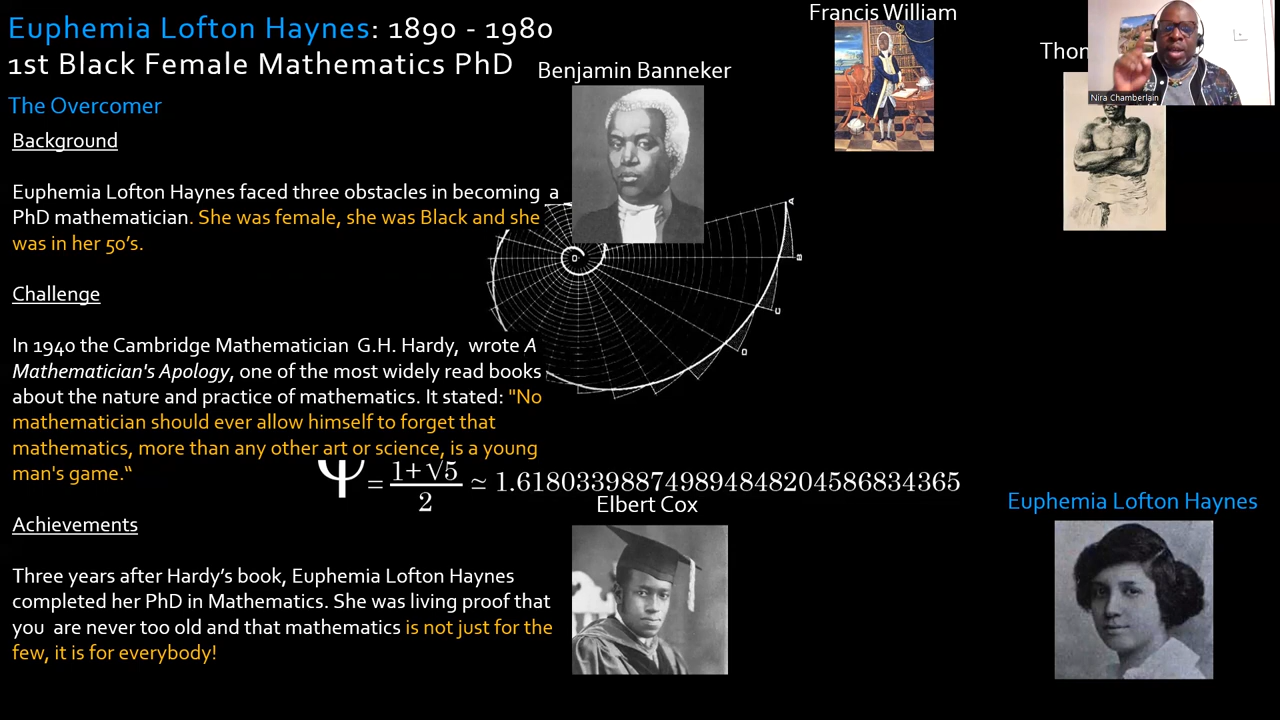 Euphemia Lofton Haynes: 1890 - 1980
1st Black Female Mathematics PhD
The Overcomer
Background
Euphemia Lofton Haynes faced three obstacles in becoming a
PhD mathematician. She was female, she was Black and she
was in her 50's.
Challenge
In 1940 the Cambridge Mathematician G.H. Hardy, wrote A
Mathematician's Apology, one of the most widely read books
about the nature and practice of mathematics. It stated: "No
mathematician should ever allow himself to forget that
mathematics, more than any other art or science, is a young
man's game.“
Achievements
Three years after Hardy’s book, Euphemia Lofton Haynes
completed her PhD in Mathematics. She was living proof that
you are never too old and that mathematics is not just for the
few, it is for everybody!
Benjamin Banneker
Francis William
Nira Chamberlain
A
B
U
O
Ψ = 1+√5 / 2 ≃ 1.61803398874989484820458683​4365
Elbert Cox
Euphemia Lofton Haynes